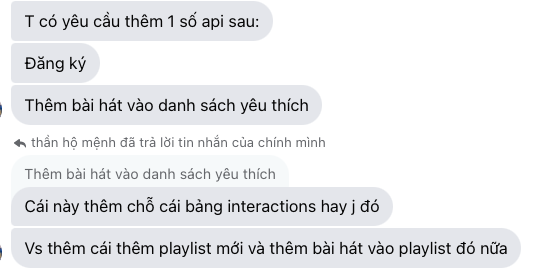 T có yêu cầu thêm 1 số api sau:
Đăng ký
Thêm bài hát vào danh sách yêu thích
thần hộ mệnh đã trả lời tin nhắn của chính mình
Thêm bài hát vào danh sách yêu thích
Cái này thêm chỗ cái bảng interactions hay j đó
Vs thêm cái thêm playlist mới và thêm bài hát vào playlist đó nữa